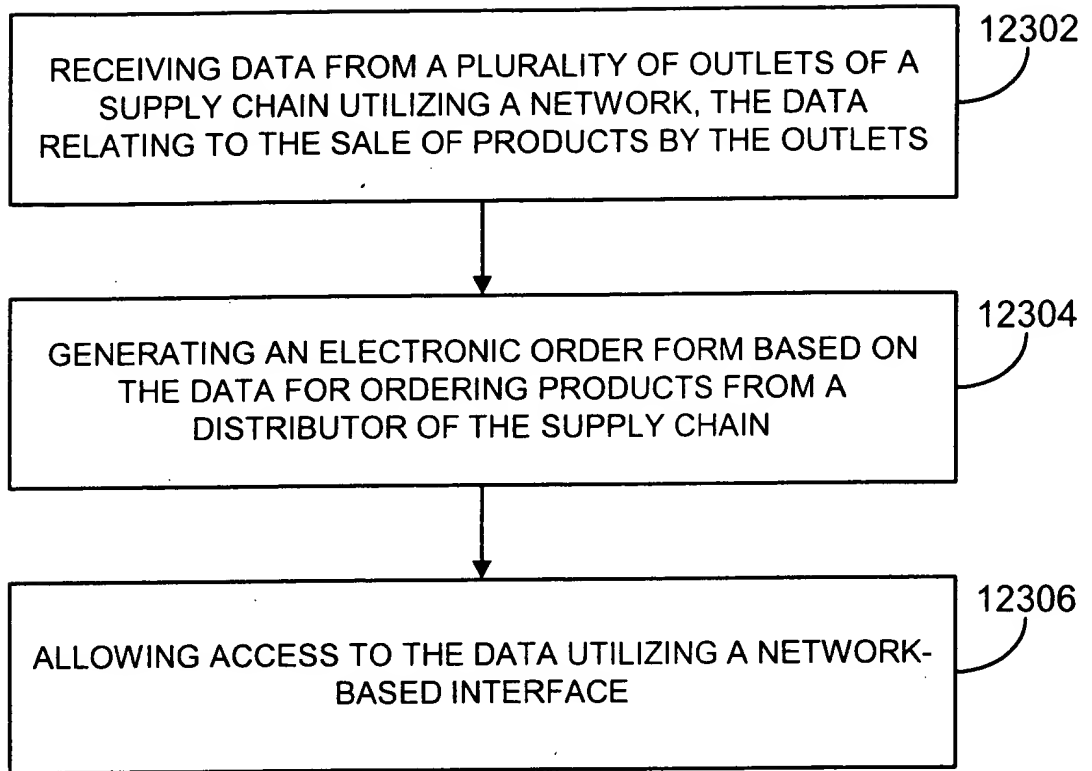 12302
RECEIVING DATA FROM A PLURALITY OF OUTLETS OF A
SUPPLY CHAIN UTILIZING A NETWORK, THE DATA
RELATING TO THE SALE OF PRODUCTS BY THE OUTLETS
12304
GENERATING AN ELECTRONIC ORDER FORM BASED ON
THE DATA FOR ORDERING PRODUCTS FROM A
DISTRIBUTOR OF THE SUPPLY CHAIN
12306
ALLOWING ACCESS TO THE DATA UTILIZING A NETWORK-
BASED INTERFACE